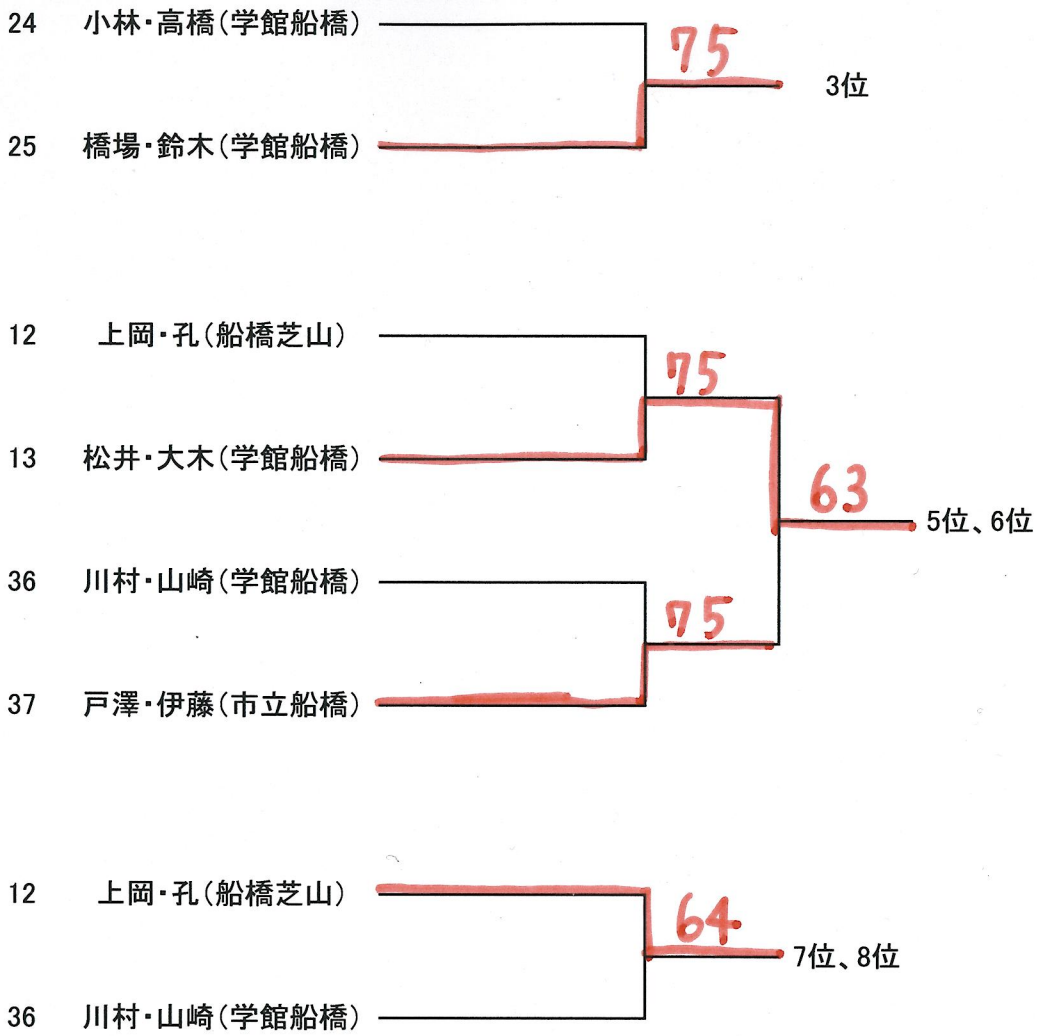 24 小林・高橋(学館船橋)
75
3位
25 橋場・鈴木(学館船橋)
12 上岡・孔(船橋芝山)
75
13 松井・大木(学館船橋)
63
5位、6位
36 川村・山崎(学館船橋)
75
37 戸澤・伊藤(市立船橋)
12 上岡・孔(船橋芝山)
64
7位、8位
36 川村・山崎(学館船橋)